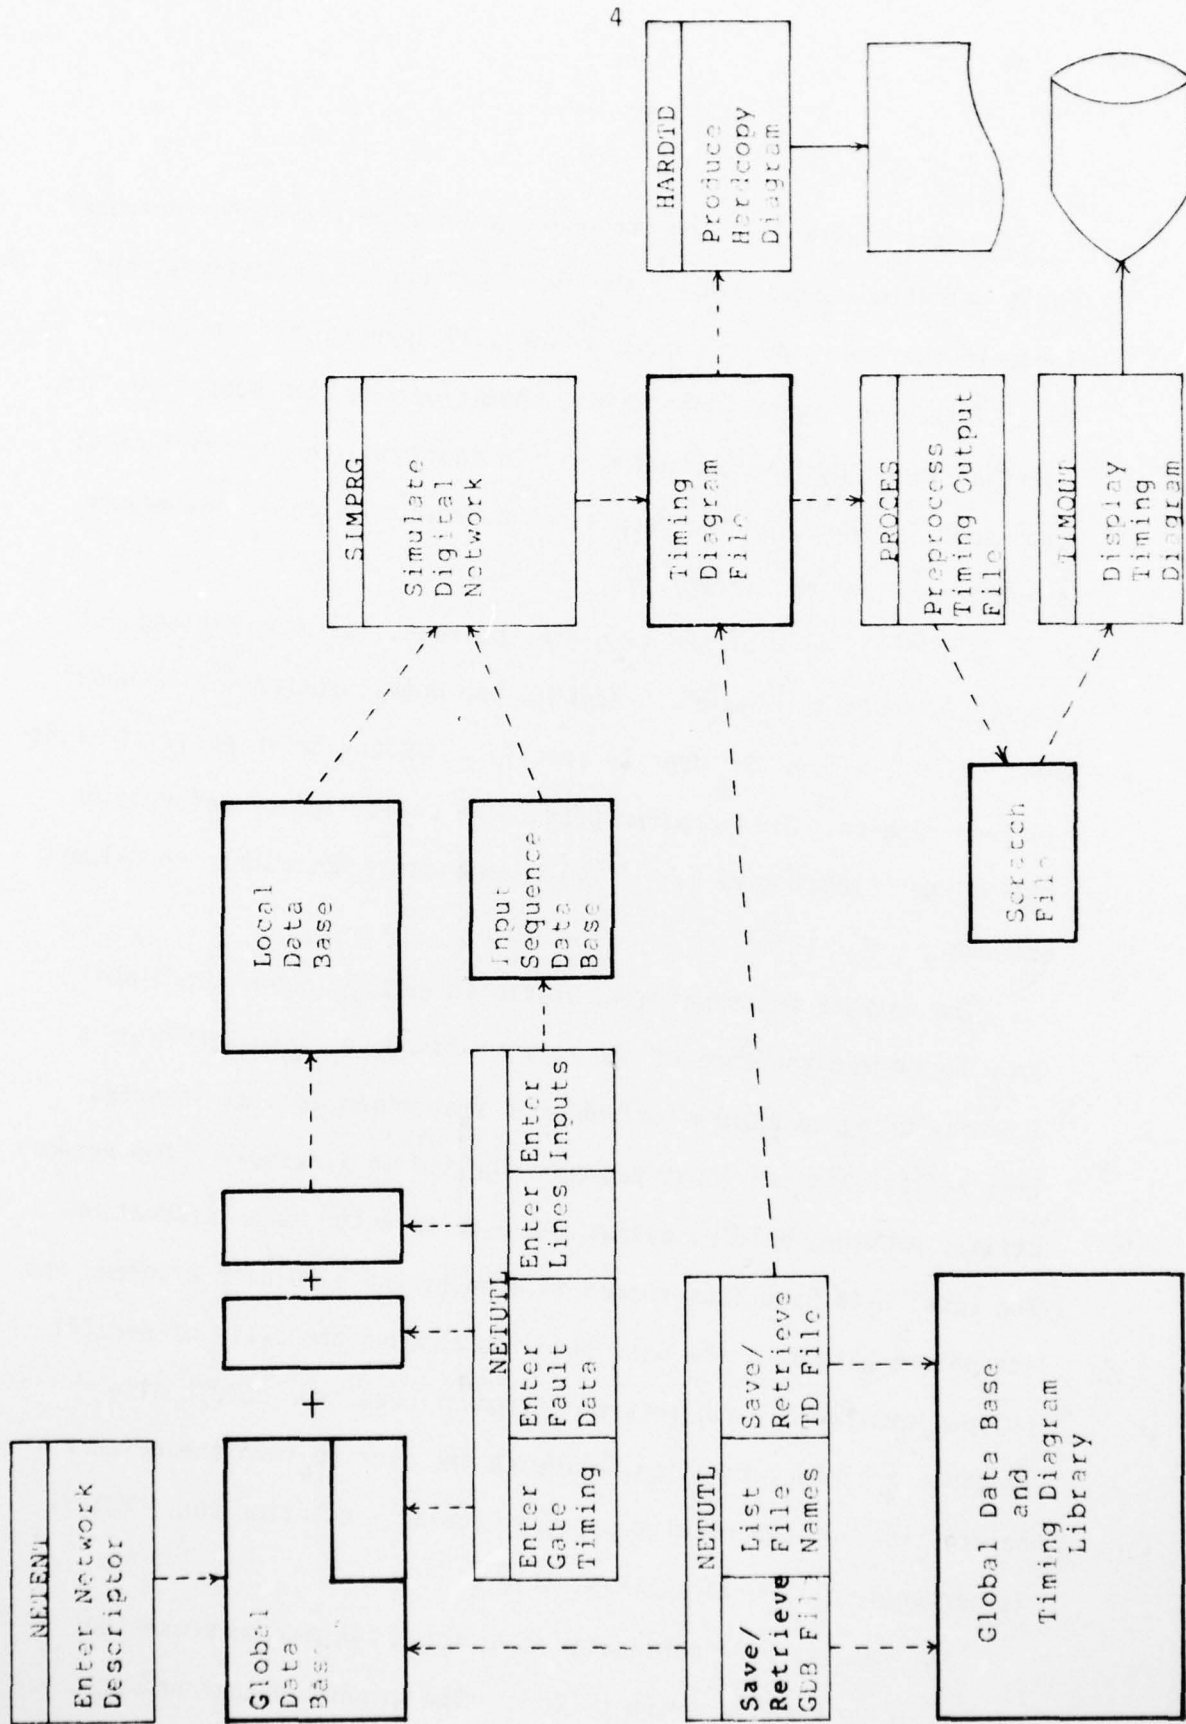 4
NETENT
Enter Network
Descriptor
Global
Data
Base
+
+
Local
Data
Base
NETUTL
Enter
Gate
Timing
Enter
Fault
Data
Enter
Lines
Enter
Inputs
Input
Sequence
Data
Base
SIMPRG
Simulate
Digital
Network
NETUTL
Save/
Retrieve
GDB File
List
File
Names
Save/
Retrieve
TD File
Global Data Base
and
Timing Diagram
Library
Timing
Diagram
File
HARDTD
Produce
Hardcopy
Diagram
PROCES
Preprocess
Timing Output
File
Scratch
File
TIMOUT
Display
Timing
Diagram